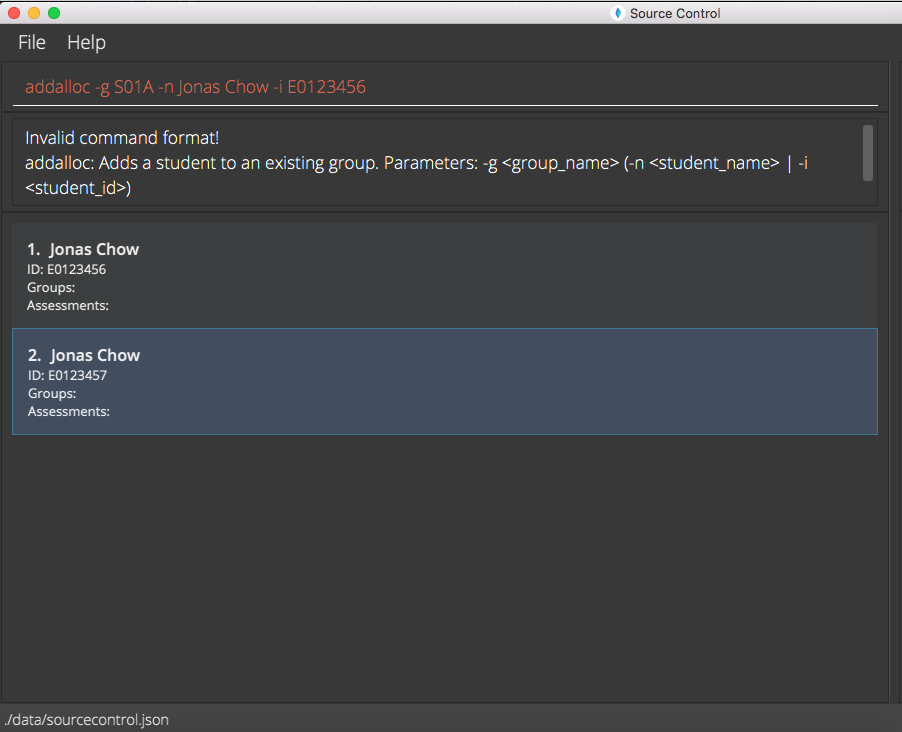 Source Control
File Help
addalloc -g S01A -n Jonas Chow -i E0123456
Invalid command format!
addalloc: Adds a student to an existing group. Parameters: -g <group_name> (-n <student_name> | -i
<student_id>)
1. Jonas Chow
ID: E0123456
Groups:
Assessments:
2. Jonas Chow
ID: E0123457
Groups:
Assessments:
./data/sourcecontrol.json